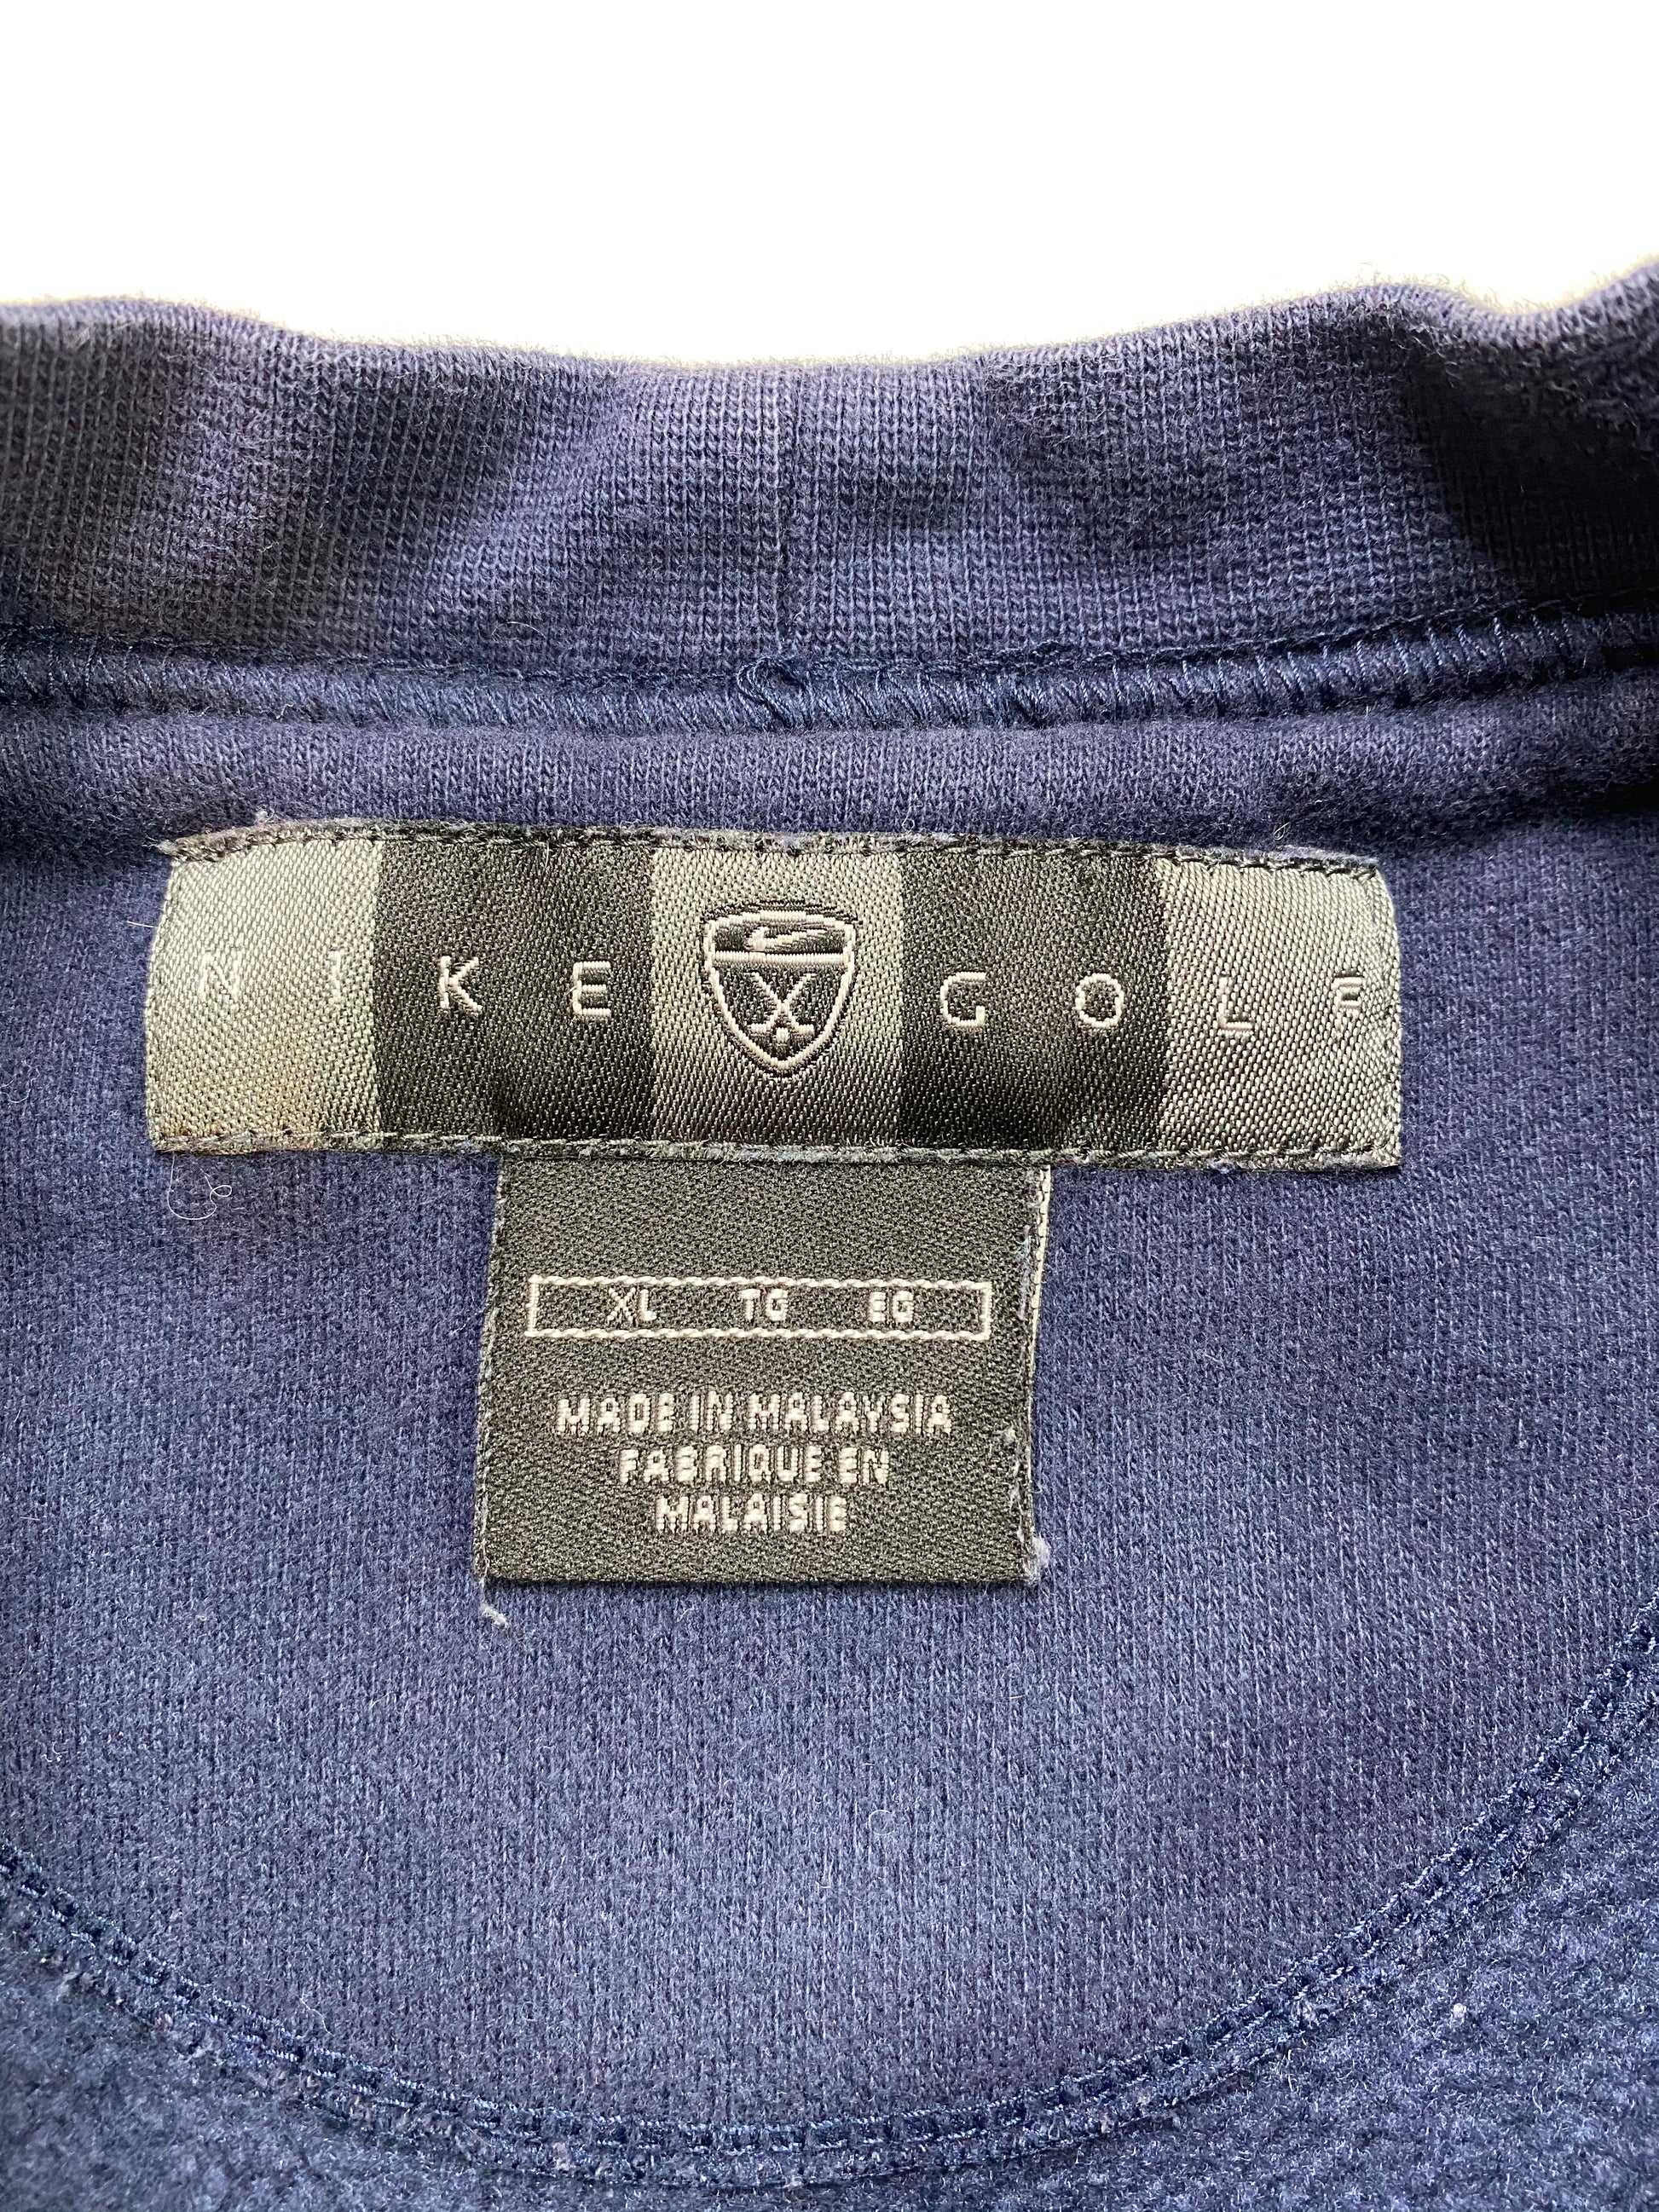 NIKE GOLF
XL TG EG
MADE IN MALAYSIA
FABRIQUE EN
MALAISIE